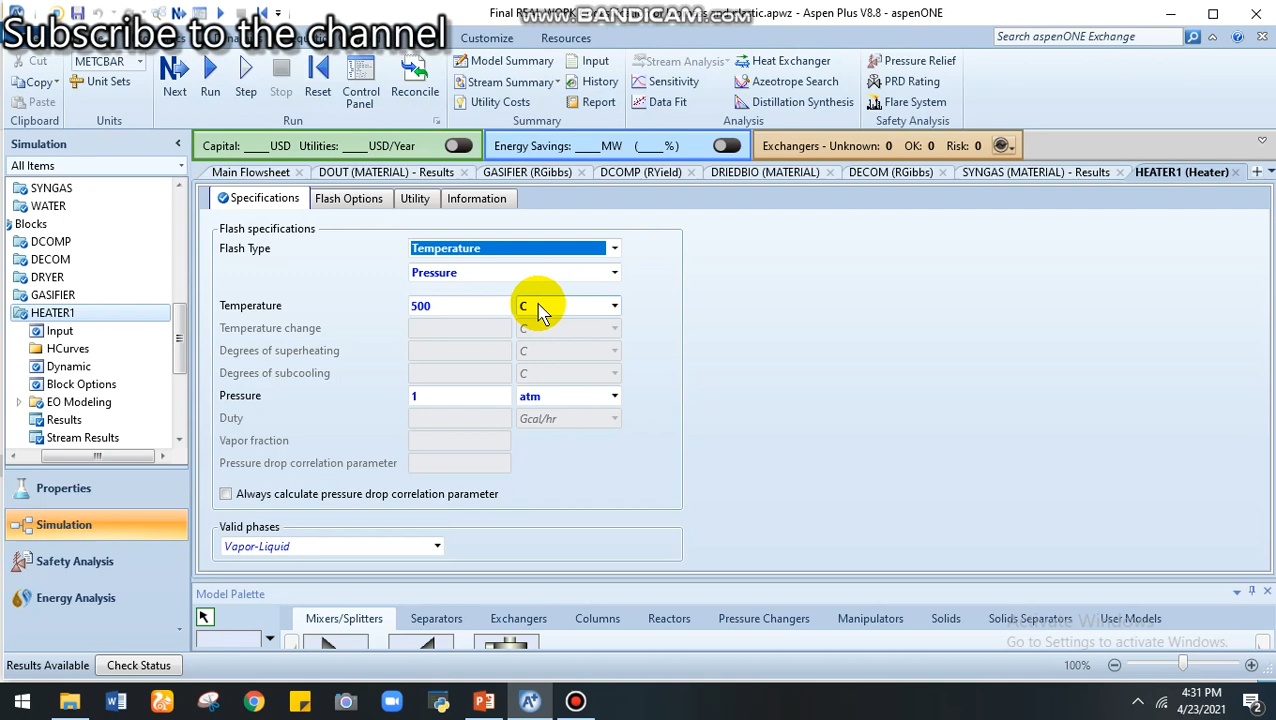 Final REAL WORK
www.BANDICAM.com
stic.apwz - Aspen Plus V8.8 - aspenONE
Subscribe to the channel
Customize
Resources
Search aspenONE Exchange
Cut
Copy
Paste
Clipboard
METCBAR
Unit Sets
Units
Next
Run
Step
Stop
Reset
Control Panel
Reconcile
Run
Model Summary
Input
Stream Summary
History
Utility Costs
Report
Summary
Stream Analysis
Heat Exchanger
Sensitivity
Azeotrope Search
Data Fit
Distillation Synthesis
Analysis
Pressure Relief
PRD Rating
Flare System
Safety Analysis
Simulation
Capital: ____USD Utilities: ____USD/Year
Energy Savings: ____MW (____%)
Exchangers - Unknown: 0 OK: 0 Risk: 0
All Items
Main Flowsheet
DOUT (MATERIAL) - Results
GASIFIER (RGibbs)
DCOMP (RYield)
DRIEDBIO (MATERIAL)
DECOM (RGibbs)
SYNGAS (MATERIAL) - Results
HEATER1 (Heater)
SYNGAS
WATER
Blocks
DCOMP
DECOM
DRYER
GASIFIER
HEATER1
Input
HCurves
Dynamic
Block Options
EO Modeling
Results
Stream Results
Properties
Simulation
Safety Analysis
Energy Analysis
Specifications
Flash Options
Utility
Information
Flash specifications
Flash Type Temperature
Pressure
Temperature 500 C
Temperature change C
Degrees of superheating C
Degrees of subcooling C
Pressure 1 atm
Duty Gcal/hr
Vapor fraction
Pressure drop correlation parameter
Always calculate pressure drop correlation parameter
Valid phases
Vapor-Liquid
Model Palette
Mixers/Splitters
Separators
Exchangers
Columns
Reactors
Pressure Changers
Manipulators
Solids
Solids Separators
User Models
Activate Windows
Go to Settings to activate Windows.
Results Available
Check Status
100%
4:31 PM
4/23/2021
2